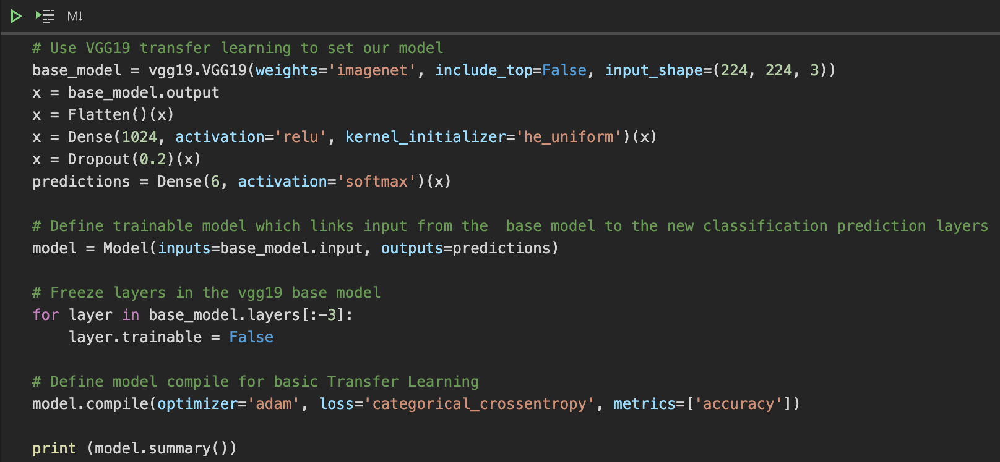 M↓
# Use VGG19 transfer learning to set our model
base_model = vgg19.VGG19(weights='imagenet', include_top=False, input_shape=(224, 224, 3))
x = base_model.output
x = Flatten()(x)
x = Dense(1024, activation='relu', kernel_initializer='he_uniform')(x)
x = Dropout(0.2)(x)
predictions = Dense(6, activation='softmax')(x)
# Define trainable model which links input from the  base model to the new classification prediction layers
model = Model(inputs=base_model.input, outputs=predictions)
# Freeze layers in the vgg19 base model
for layer in base_model.layers[:-3]:
    layer.trainable = False
# Define model compile for basic Transfer Learning
model.compile(optimizer='adam', loss='categorical_crossentropy', metrics=['accuracy'])
print (model.summary())